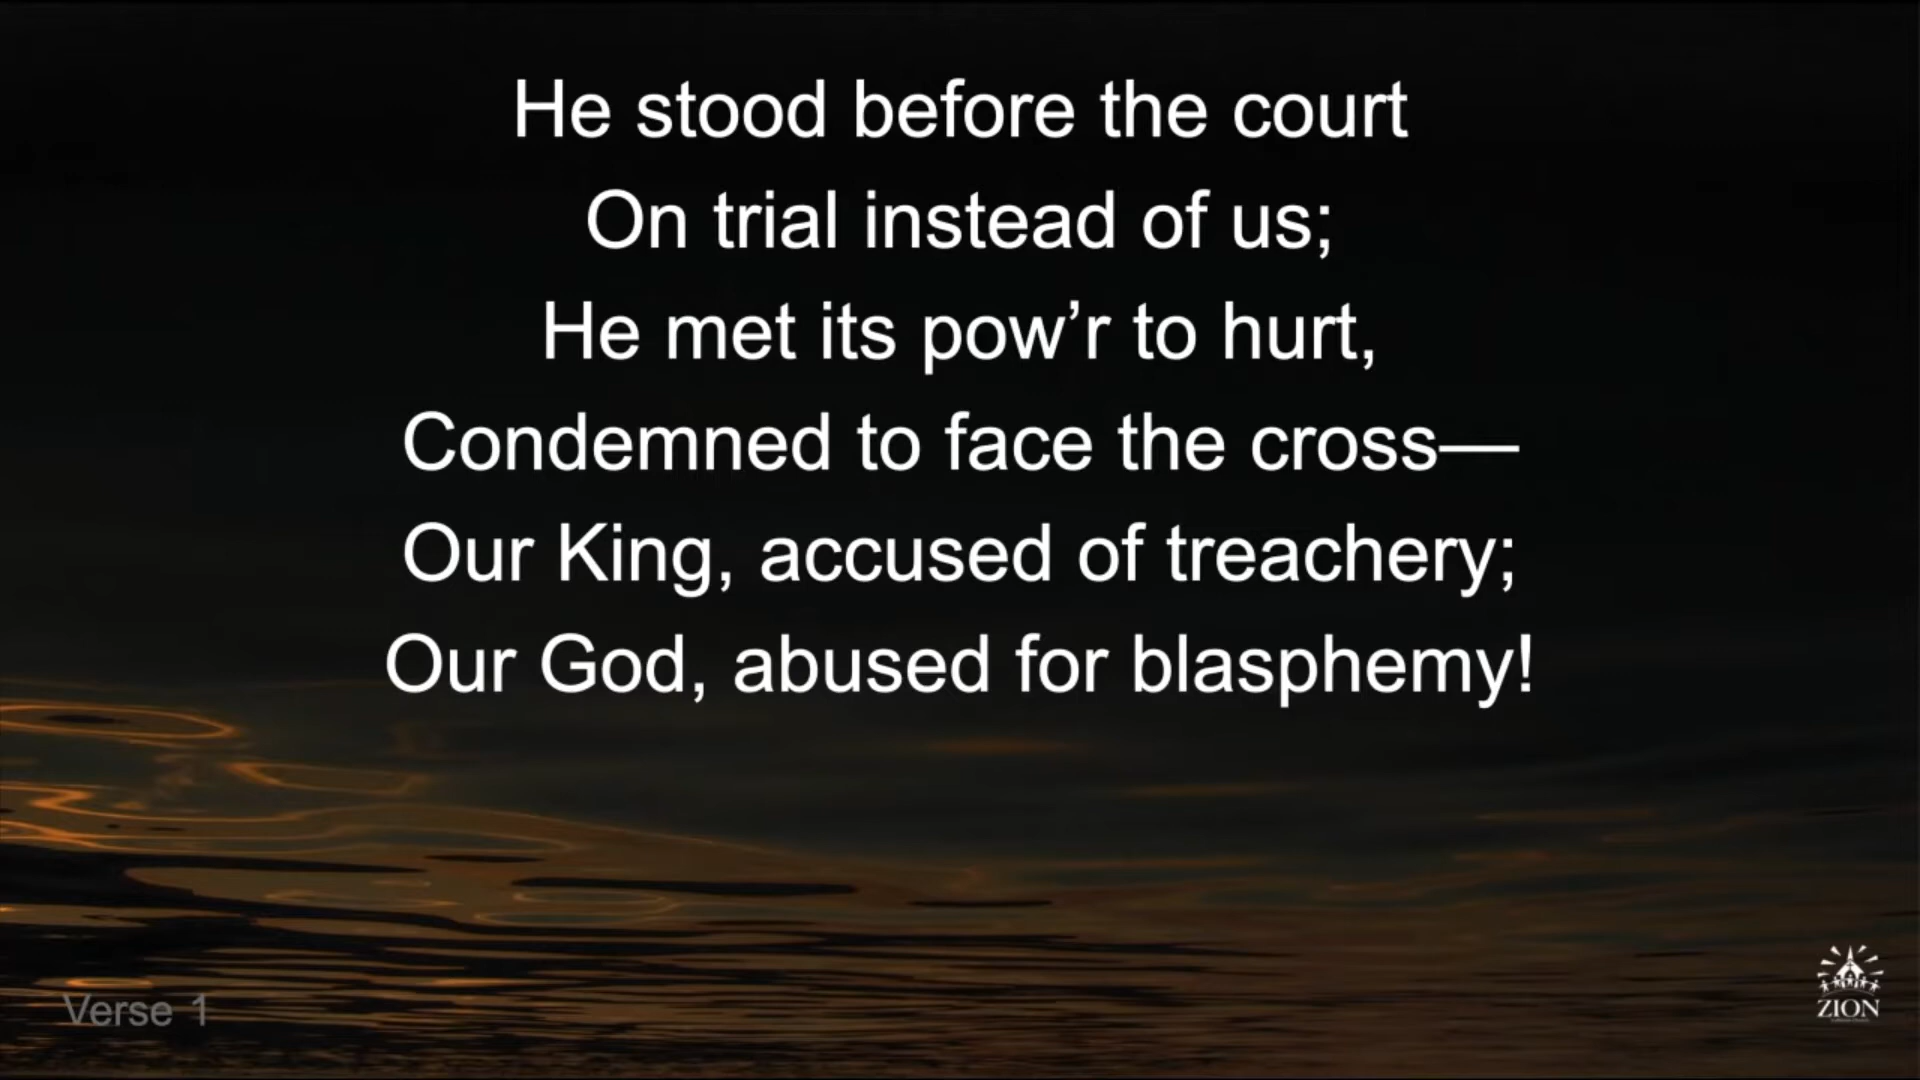 He stood before the court
On trial instead of us;
He met its pow’r to hurt,
Condemned to face the cross—
Our King, accused of treachery;
Our God, abused for blasphemy!
Verse 1
ZION